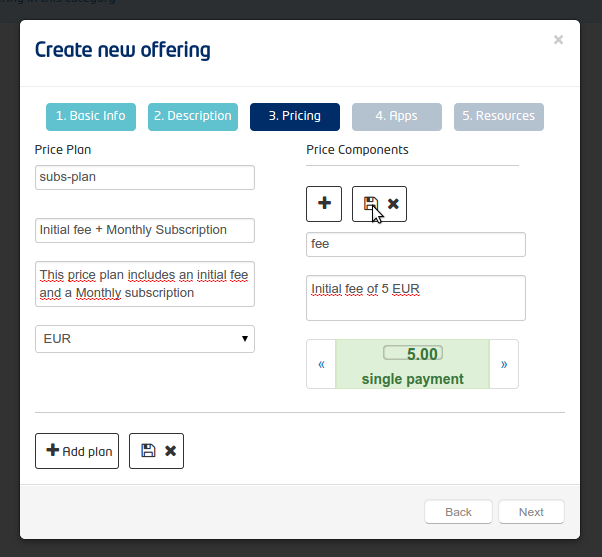 Create new offering
×
1. Basic Info
2. Description
3. Pricing
4. Apps
5. Resources
Price Plan
subs-plan
Initial fee + Monthly Subscription
This price plan includes an initial fee
and a Monthly subscription
EUR
Price Components
fee
Initial fee of 5 EUR
«
5.00
single payment
»
Add plan
Back
Next